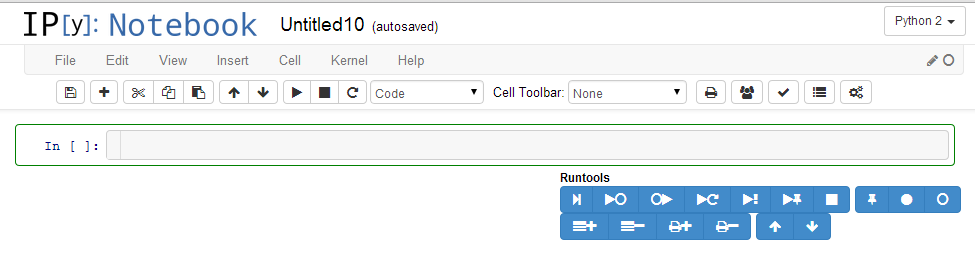 IP[y]: Notebook Untitled10 (autosaved) Python 2
File Edit View Insert Cell Kernel Help
Code Cell Toolbar: None
In [ ]:
Runtools